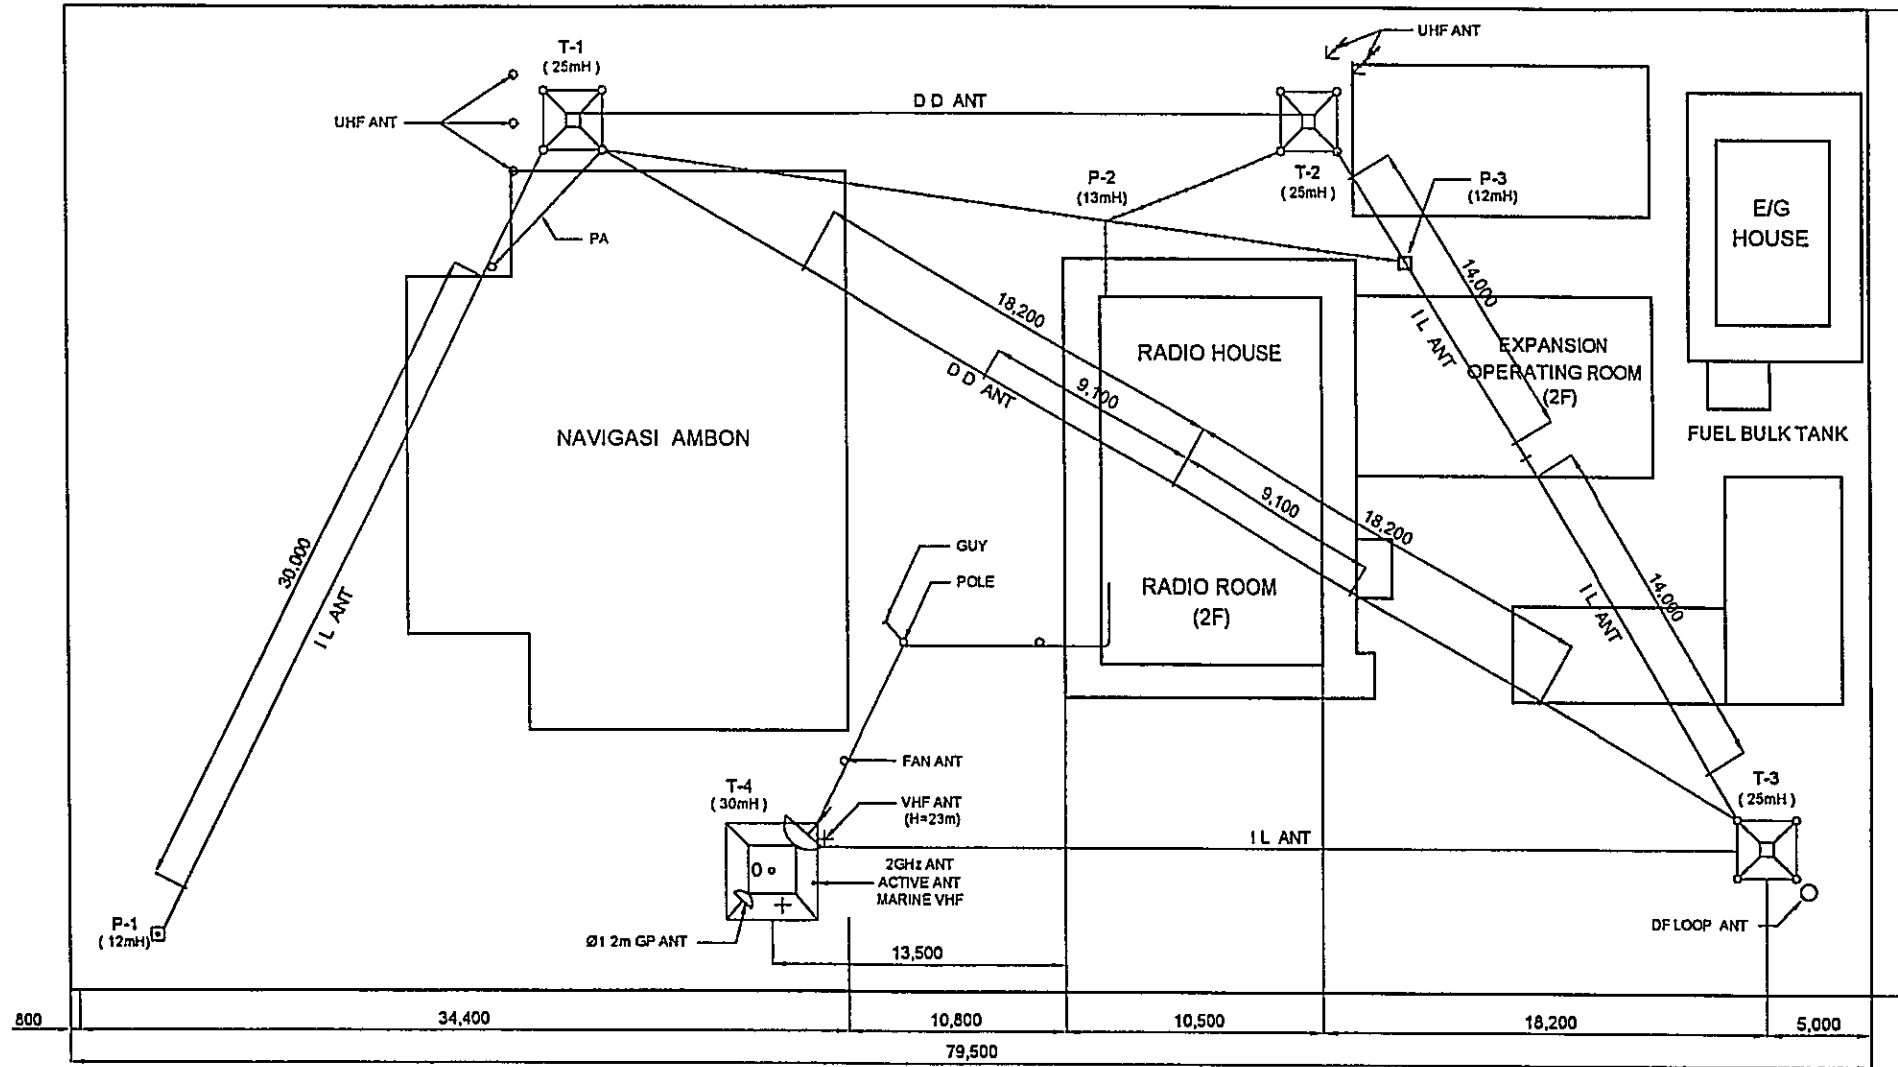 UHF ANT
T-1
( 25mH )
D D ANT
UHF ANT
T-2
( 25mH )
P-2
(13mH)
P-3
(12mH)
E/G
HOUSE
PA
14,000
18,200
I L ANT
RADIO HOUSE
EXPANSION
OPERATING ROOM
(2F)
D D ANT
9,100
NAVIGASI AMBON
FUEL BULK TANK
9,100
18,200
30,000
GUY
POLE
RADIO ROOM
(2F)
14,000
I L ANT
I L ANT
FAN ANT
T-4
( 30mH )
VHF ANT
(H=23m)
T-3
( 25mH )
I L ANT
2GHz ANT
ACTIVE ANT
MARINE VHF
0
P-1
( 12mH )
Ø1 2m GP ANT
DF LOOP ANT
13,500
800
34,400
10,800
10,500
18,200
5,000
79,500